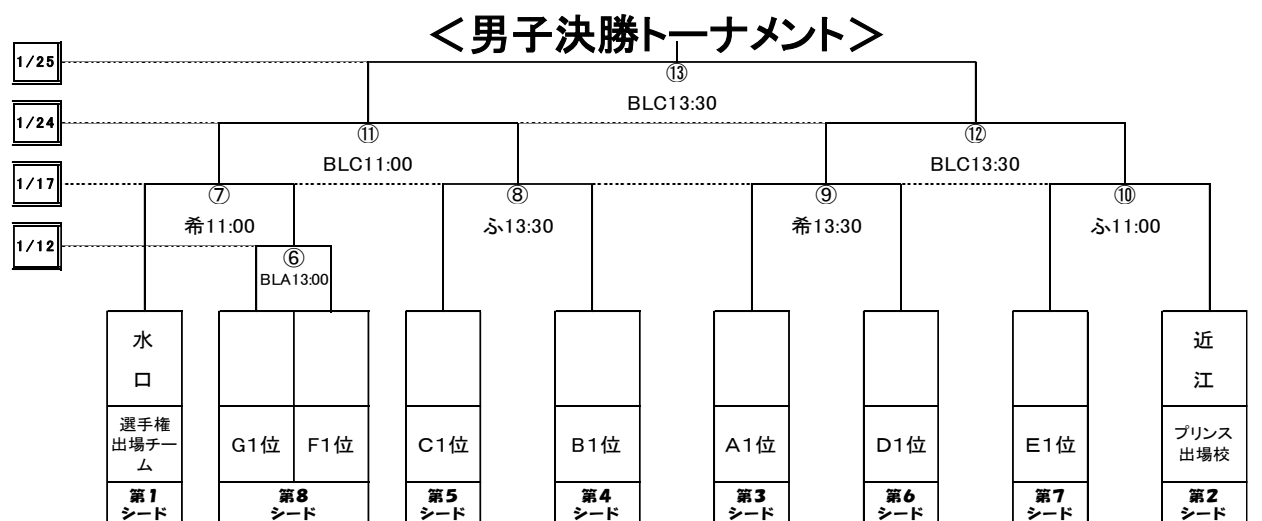 ＜男子決勝トーナメント＞
1/25
⑬
BLC13:30
1/24
⑪
⑫
BLC11:00
BLC13:30
1/17
⑦
⑧
⑨
⑩
希11:00
ふ13:30
希13:30
ふ11:00
1/12
⑥
BLA13:00
水口
近江
選手権
出場チー
ム
G1位
F1位
C1位
B1位
A1位
D1位
E1位
プリンス
出場校
第1
シード
第8
シード
第5
シード
第4
シード
第3
シード
第6
シード
第7
シード
第2
シード